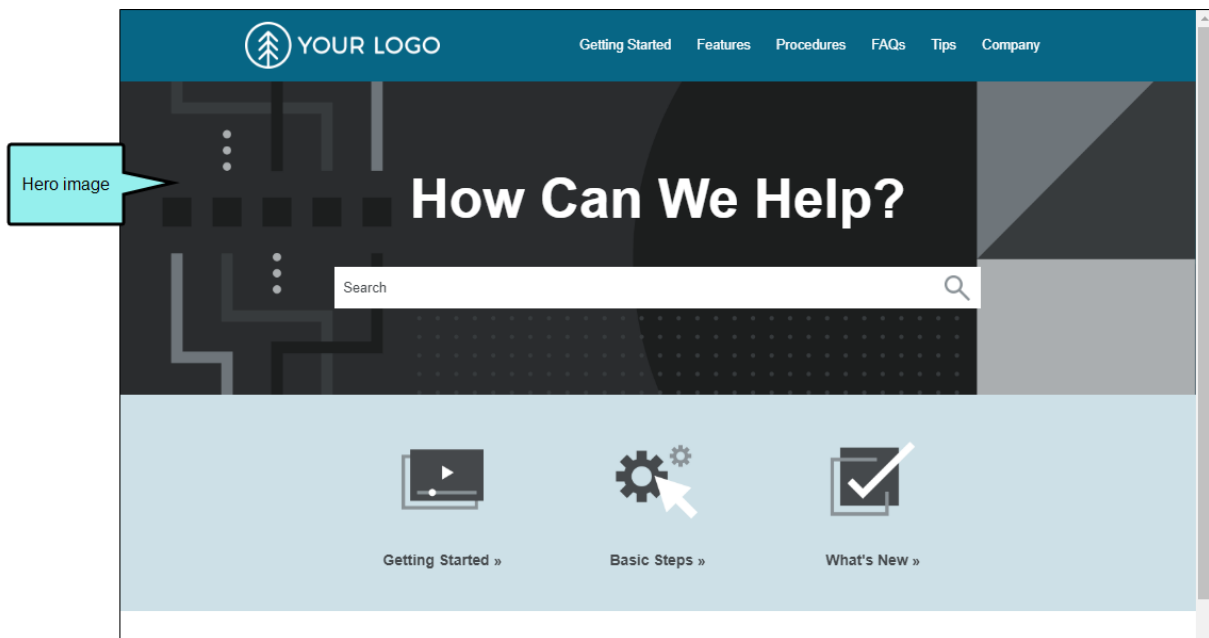 YOUR LOGO
Getting Started Features Procedures FAQs Tips Company
Hero image
How Can We Help?
Search
Getting Started »
Basic Steps »
What's New »